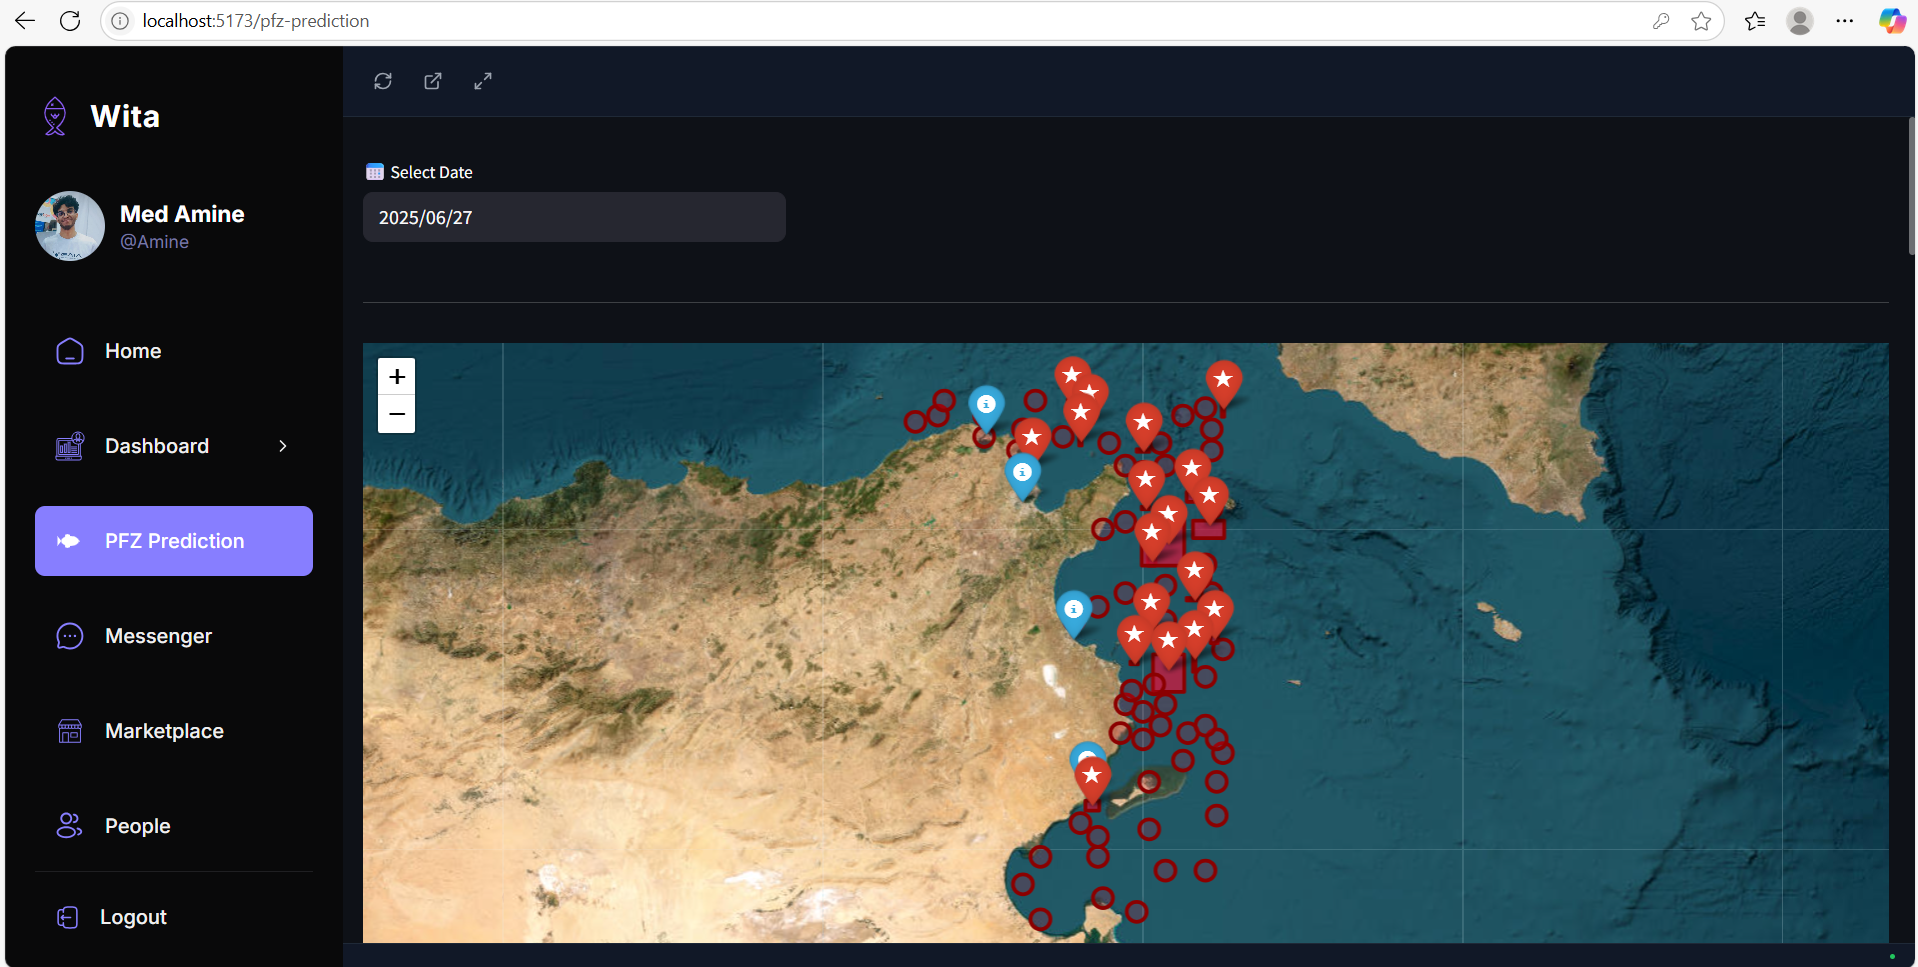 localhost:5173/pfz-prediction
Wita
Med Amine
@Amine
Home
Dashboard
PFZ Prediction
Messenger
Marketplace
People
Logout
Select Date
2025/06/27
+
−